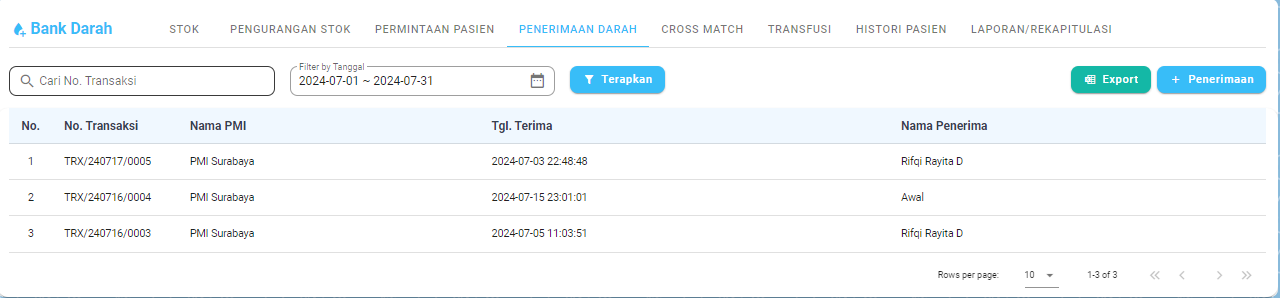 Bank Darah STOK PENGURANGAN STOK PERMINTAAN PASIEN PENERIMAAN DARAH CROSS MATCH TRANSFUSI HISTORI PASIEN LAPORAN/REKAPITULASI
Filter by Tanggal
Cari No. Transaksi 2024-07-01 ~ 2024-07-31 Terapkan Export + Penerimaan
No. No. Transaksi Nama PMI Tgl. Terima Nama Penerima
1 TRX/240717/0005 PMI Surabaya 2024-07-03 22:48:48 Rifqi Rayita D
2 TRX/240716/0004 PMI Surabaya 2024-07-15 23:01:01 Awal
3 TRX/240716/0003 PMI Surabaya 2024-07-05 11:03:51 Rifqi Rayita D
Rows per page: 10 1-3 of 3